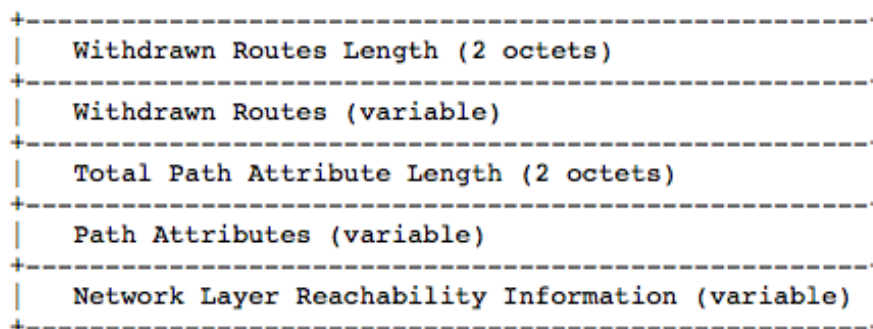 Withdrawn Routes Length (2 octets)
Withdrawn Routes (variable)
Total Path Attribute Length (2 octets)
Path Attributes (variable)
Network Layer Reachability Information (variable)